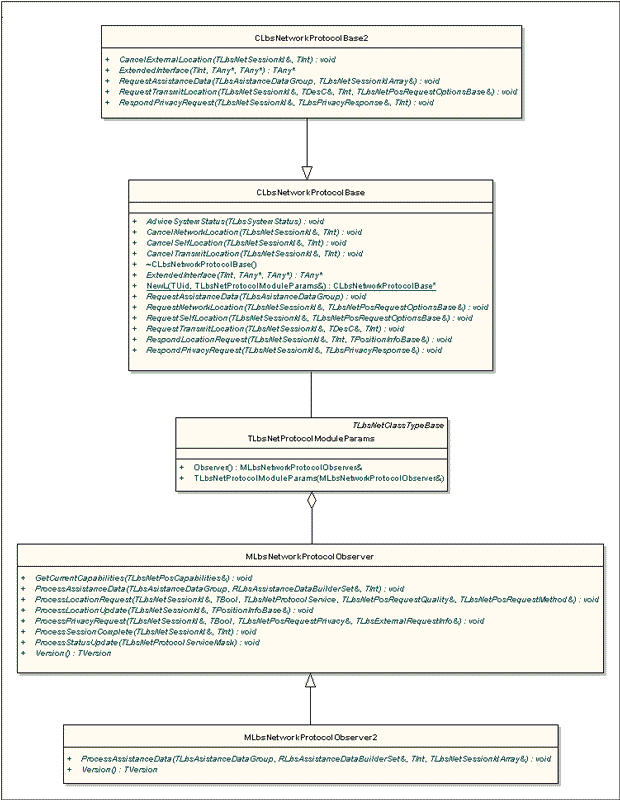 CLbsNetworkProtocolBase2
+ CancelExternalLocation(TLbsNetSessionId&, TInt) : void
+ ExtendedInterface(TInt, TAny*, TAny*) : TAny*
+ RequestAssistanceData(TLbsAsistanceDataGroup, TLbsNetSessionIdArray&) : void
+ RequestTransmitLocation(TLbsNetSessionId&, TDesC&, TInt, TLbsNetPosRequestOptionsBase&) : void
+ RespondPrivacyRequest(TLbsNetSessionId&, TLbsPrivacyResponse&, TInt) : void
CLbsNetworkProtocolBase
+ AdviceSystemStatus(TLbsSystemStatus) : void
+ CancelNetworkLocation(TLbsNetSessionId&, TInt) : void
+ CancelSelfLocation(TLbsNetSessionId&, TInt) : void
+ CancelTransmitLocation(TLbsNetSessionId&, TInt) : void
+ ~CLbsNetworkProtocolBase()
+ ExtendedInterface(TInt, TAny*, TAny*) : TAny*
+ NewL(TUid, TLbsNetProtocolModuleParams&) : CLbsNetworkProtocolBase*
+ RequestAssistanceData(TLbsAsistanceDataGroup) : void
+ RequestNetworkLocation(TLbsNetSessionId&, TLbsNetPosRequestOptionsBase&) : void
+ RequestSelfLocation(TLbsNetSessionId&, TLbsNetPosRequestOptionsBase&) : void
+ RequestTransmitLocation(TLbsNetSessionId&, TDesC&, TInt) : void
+ RespondLocationRequest(TLbsNetSessionId&, TInt, TPositionInfoBase&) : void
+ RespondPrivacyRequest(TLbsNetSessionId&, TLbsPrivacyResponse&) : void
TLbsNetClassTypeBase
TLbsNetProtocolModuleParams
+ Observer() : MLbsNetworkProtocolObserver&
+ TLbsNetProtocolModuleParams(MLbsNetworkProtocolObserver&)
MLbsNetworkProtocolObserver
+ GetCurrentCapabilities(TLbsNetPosCapabilities&) : void
+ ProcessAssistanceData(TLbsAsistanceDataGroup, RLbsAssistanceDataBuilderSet&, TInt) : void
+ ProcessLocationRequest(TLbsNetSessionId&, TBool, TLbsNetProtocolService, TLbsNetPosRequestQuality&, TLbsNetPosRequestMethod&) : void
+ ProcessLocationUpdate(TLbsNetSessionId&, TPositionInfoBase&) : void
+ ProcessPrivacyRequest(TLbsNetSessionId&, TBool, TLbsNetPosRequestPrivacy&, TLbsExternalRequestInfo&) : void
+ ProcessSessionComplete(TLbsNetSessionId&, TInt) : void
+ ProcessStatusUpdate(TLbsNetProtocolServiceMask) : void
+ Version() : TVersion
MLbsNetworkProtocolObserver2
+ ProcessAssistanceData(TLbsAsistanceDataGroup, RLbsAssistanceDataBuilderSet&, TInt, TLbsNetSessionIdArray&) : void
+ Version() : TVersion